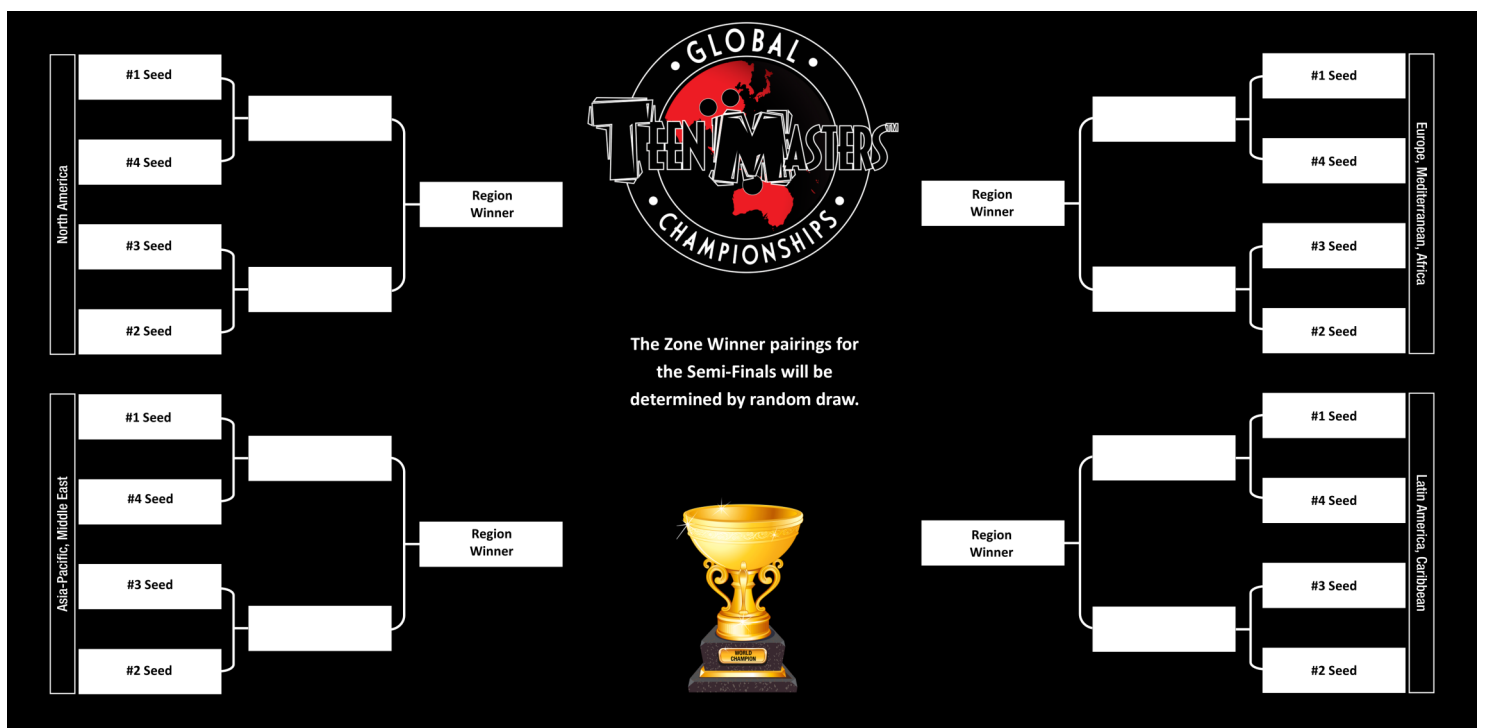 North America
#1 Seed
#4 Seed
#3 Seed
#2 Seed
Region
Winner
Asia-Pacific, Middle East
#1 Seed
#4 Seed
#3 Seed
#2 Seed
Region
Winner
• GLOBAL •
TEEN MASTERS™
• CHAMPIONSHIPS •
The Zone Winner pairings for
the Semi-Finals will be
determined by random draw.
WORLD
CHAMPION
Region
Winner
#1 Seed
#4 Seed
#3 Seed
#2 Seed
Europe, Mediterranean, Africa
Region
Winner
#1 Seed
#4 Seed
#3 Seed
#2 Seed
Latin America, Caribbean